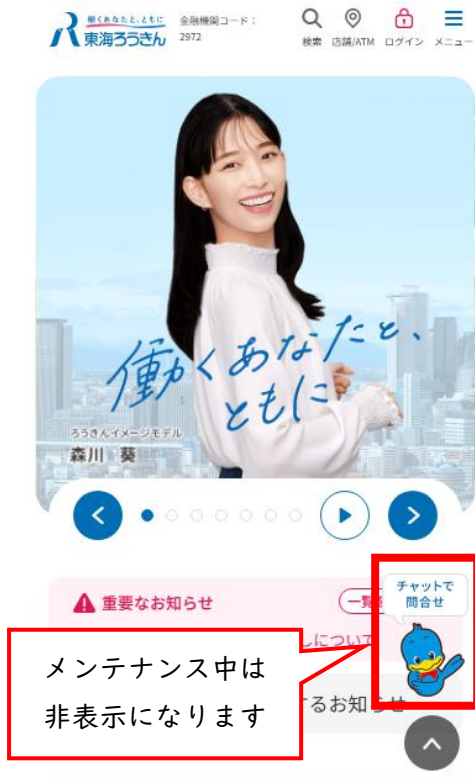 働くあなたと、ともに
東海ろうきん
金融機関コード：
2972
検索 店舗/ATM ログイン メニュー
働くあなたと、
ともに
ろうきんイメージモデル
森川 葵
重要なお知らせ
一覧
チャットで
問合せ
しについて
するお知らせ
メンテナンス中は
非表示になります